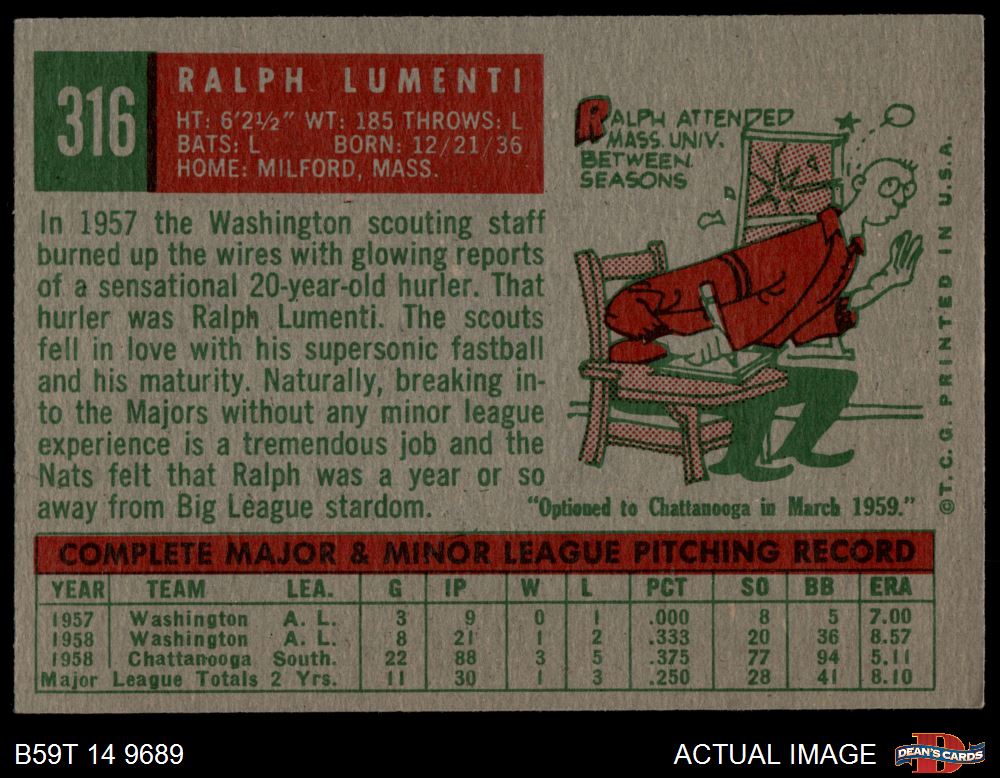 316
RALPH LUMENTI
HT: 6'2½" WT: 185 THROWS: L
BATS: L BORN: 12/21/36
HOME: MILFORD, MASS.
In 1957 the Washington scouting staff
burned up the wires with glowing reports
of a sensational 20-year-old hurler. That
hurler was Ralph Lumenti. The scouts
fell in love with his supersonic fastball
and his maturity. Naturally, breaking in-
to the Majors without any minor league
experience is a tremendous job and the
Nats felt that Ralph was a year or so
away from Big League stardom.
RALPH ATTENDED
MASS. UNIV.
BETWEEN
SEASONS
"Optioned to Chattanooga in March 1959."
©T.C.G. PRINTED IN U.S.A.
COMPLETE MAJOR & MINOR LEAGUE PITCHING RECORD
YEAR TEAM LEA. G IP W L PCT SO BB ERA
1957 Washington A. L. 3 9 0 1 .000 8 5 7.00
1958 Washington A. L. 8 21 1 2 .333 20 36 8.57
1958 Chattanooga South. 22 88 3 5 .375 77 94 5.11
Major League Totals 2 Yrs. 11 30 1 3 .250 28 41 8.10
B59T 14 9689
ACTUAL IMAGE
DEAN'S CARDS